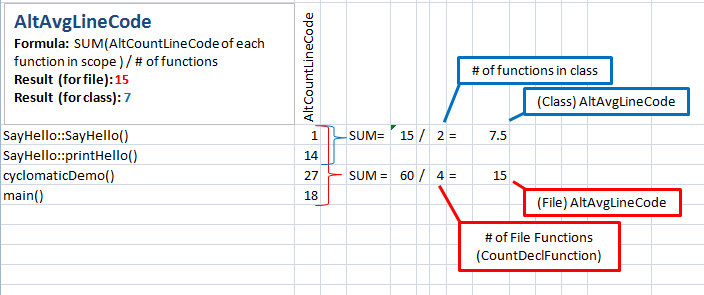 AltAvgLineCode
Formula: SUM(AltCountLineCode of each
function in scope ) / # of functions
Result (for file): 15
Result (for class): 7
AltCountLineCode
# of functions in class
(Class) AltAvgLineCode
SayHello::SayHello() 1 SUM= 15 / 2 = 7.5
SayHello::printHello() 14
cyclomaticDemo() 27 SUM = 60 / 4 = 15
main() 18
(File) AltAvgLineCode
# of File Functions
(CountDeclFunction)